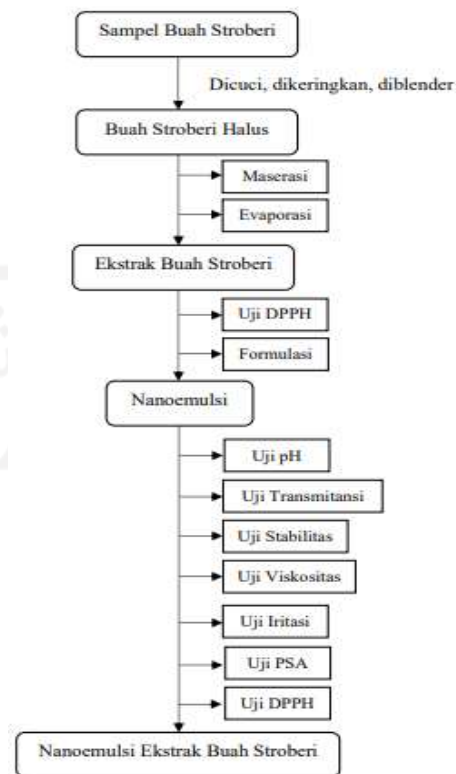 Sampel Buah Stroberi
Dicuci, dikeringkan, diblender
Buah Stroberi Halus
Maserasi
Evaporasi
Ekstrak Buah Stroberi
Uji DPPH
Formulasi
Nanoemulsi
Uji pH
Uji Transmitansi
Uji Stabilitas
Uji Viskositas
Uji Iritasi
Uji PSA
Uji DPPH
Nanoemulsi Ekstrak Buah Stroberi